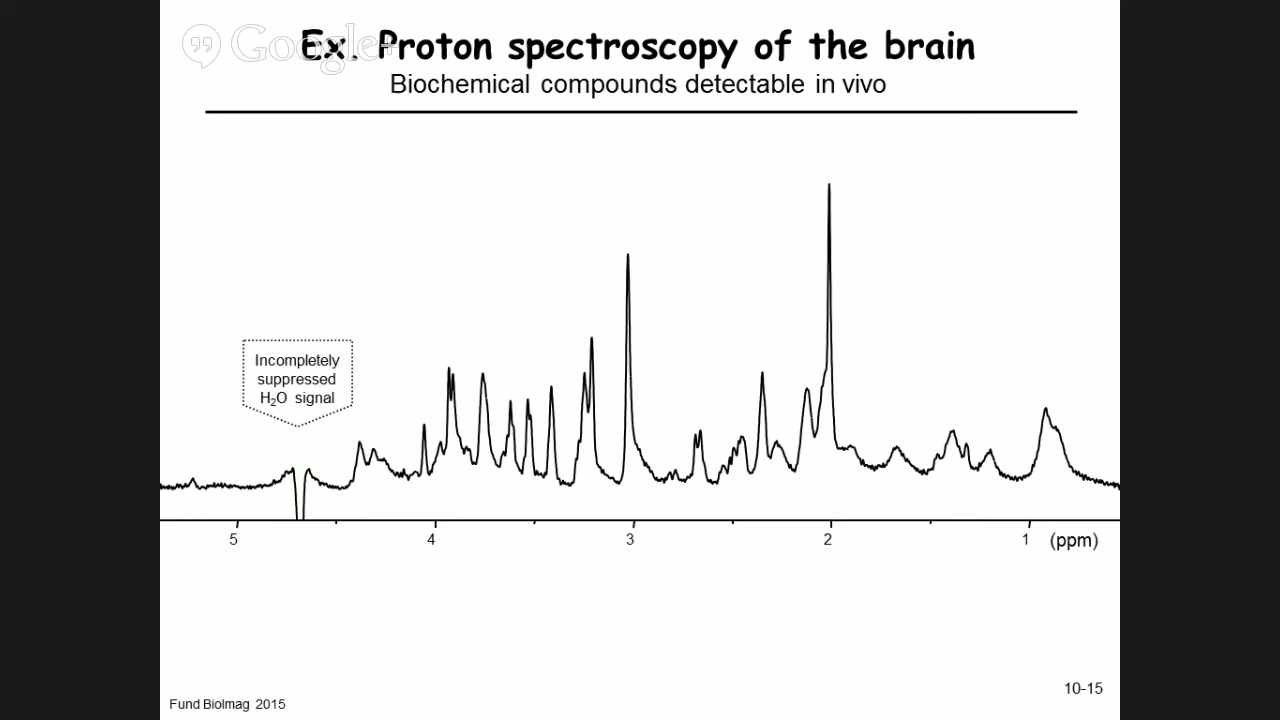 Google+
Ex. Proton spectroscopy of the brain
Biochemical compounds detectable in vivo
Incompletely
suppressed
H₂O signal
5 4 3 2 1 (ppm)
10-15
Fund BioImag 2015